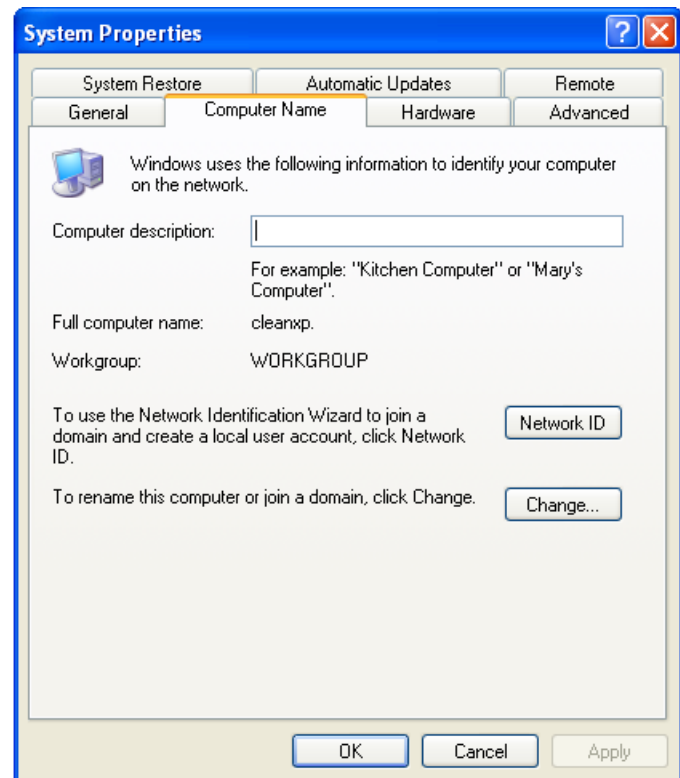 System Properties
System Restore Automatic Updates Remote
General Computer Name Hardware Advanced
Windows uses the following information to identify your computer
on the network.
Computer description:
For example: "Kitchen Computer" or "Mary's
Computer".
Full computer name: cleanxp.
Workgroup: WORKGROUP
To use the Network Identification Wizard to join a
domain and create a local user account, click Network
ID.
Network ID
To rename this computer or join a domain, click Change.
Change...
OK Cancel Apply